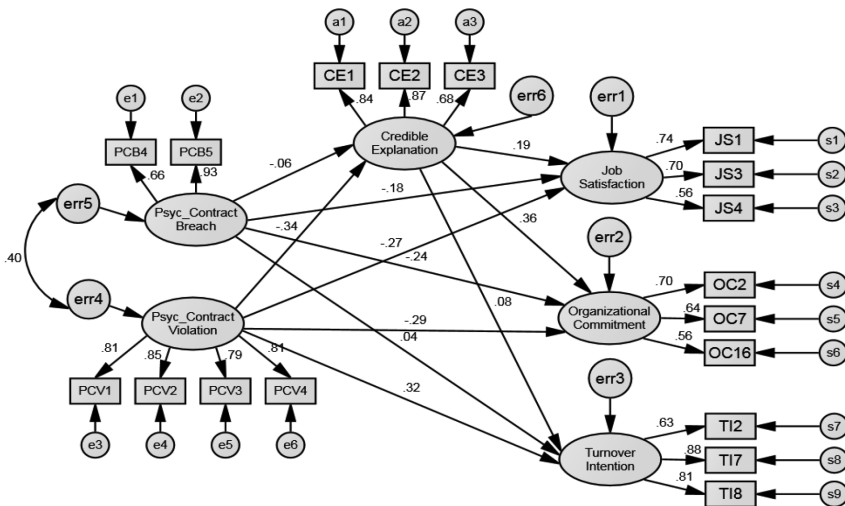 a1
a2
a3
CE1
CE2
CE3
.84
.87
.68
e1
e2
PCB4
PCB5
.66
.93
err6
err1
Credible
Explanation
-.06
.19
Job
Satisfaction
.74
.70
.56
JS1
JS3
JS4
s1
s2
s3
err5
Psyc_Contract
Breach
-.18
-.34
-.27
-.24
.36
err2
.40
err4
Psyc_Contract
Violation
.08
-.29
.04
.32
Organizational
Commitment
.70
.64
.56
OC2
OC7
OC16
s4
s5
s6
.81
.85
.79
.81
PCV1
PCV2
PCV3
PCV4
e3
e4
e5
e6
err3
Turnover
Intention
.63
.88
.81
TI2
TI7
TI8
s7
s8
s9